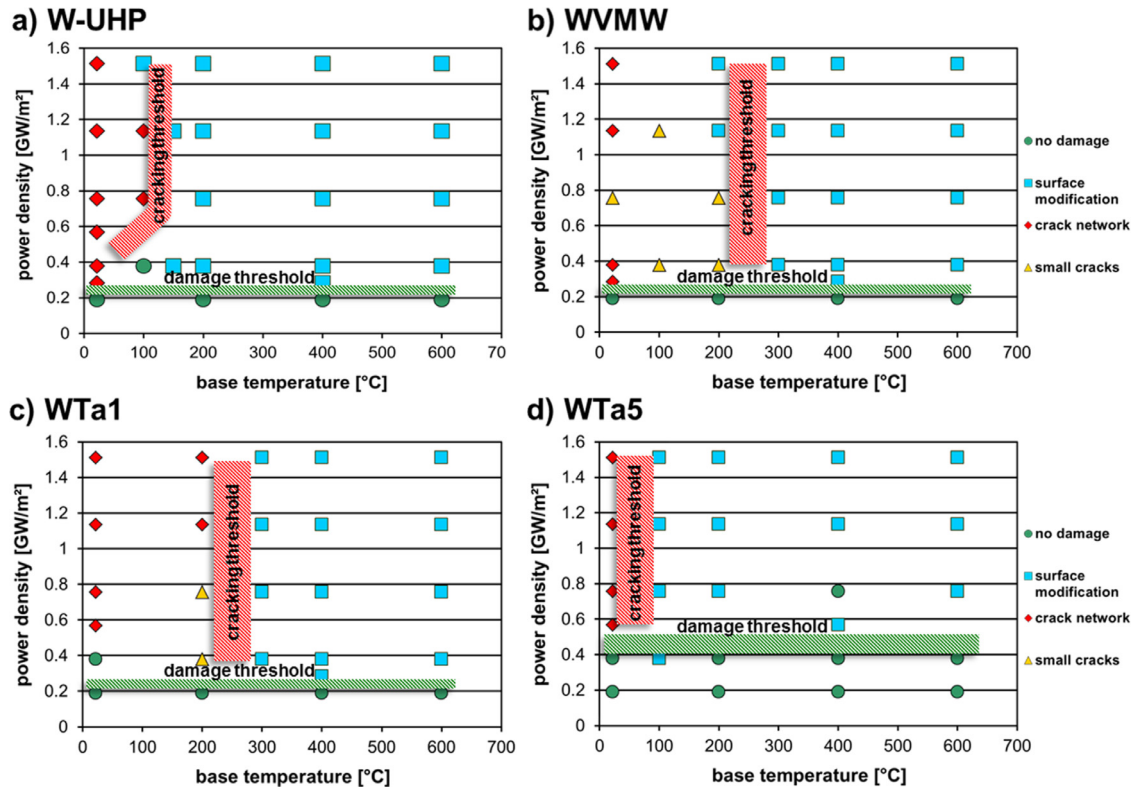 a) W-UHP
1.6
1.4
1.2
1
0.8
0.6
0.4
0.2
0
power density [GW/m²]
cracking threshold
damage threshold
0 100 200 300 400 500 600 70
base temperature [°C]
b) WVMW
1.6
1.4
1.2
1
0.8
0.6
0.4
0.2
0
power density [GW/m²]
cracking threshold
damage threshold
0 100 200 300 400 500 600 700
base temperature [°C]
no damage
surface
modification
crack network
small cracks
c) WTa1
1.6
1.4
1.2
1
0.8
0.6
0.4
0.2
0
power density [GW/m²]
cracking threshold
damage threshold
0 100 200 300 400 500 600 700
base temperature [°C]
d) WTa5
1.6
1.4
1.2
1
0.8
0.6
0.4
0.2
0
power density [GW/m²]
cracking threshold
damage threshold
0 100 200 300 400 500 600 700
base temperature [°C]
no damage
surface
modification
crack network
small cracks